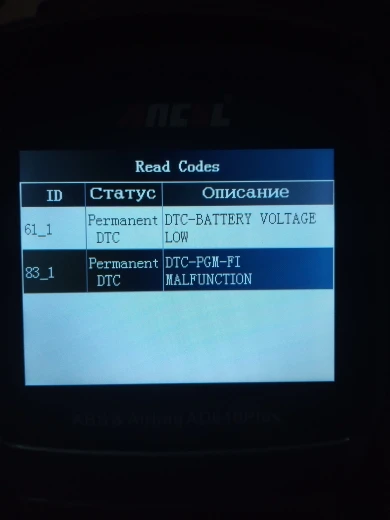 Read Codes
ID Статус Описание
61_1 Permanent DTC-BATTERY VOLTAGE
DTC LOW
83_1 Permanent DTC-PGM-FI
DTC MALFUNCTION